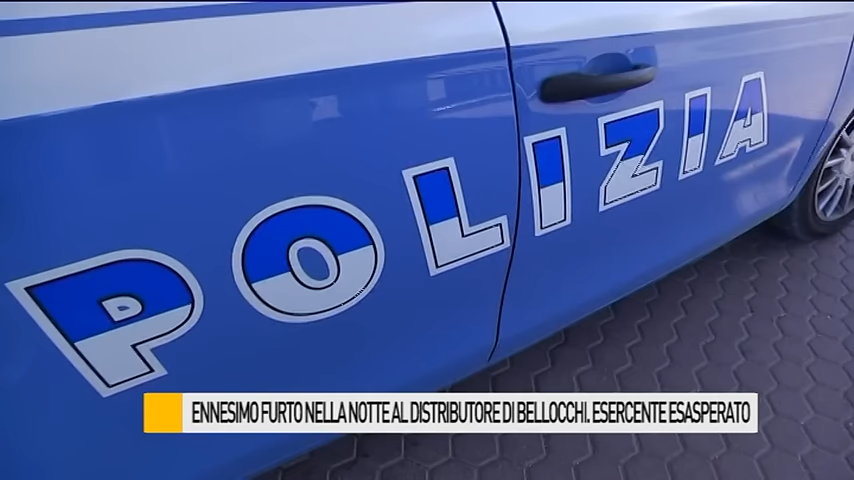 POLIZIA
ENNESIMO FURTO NELLA NOTTE AL DISTRIBUTORE DI BELLOCCHI. ESERCENTE ESASPERATO